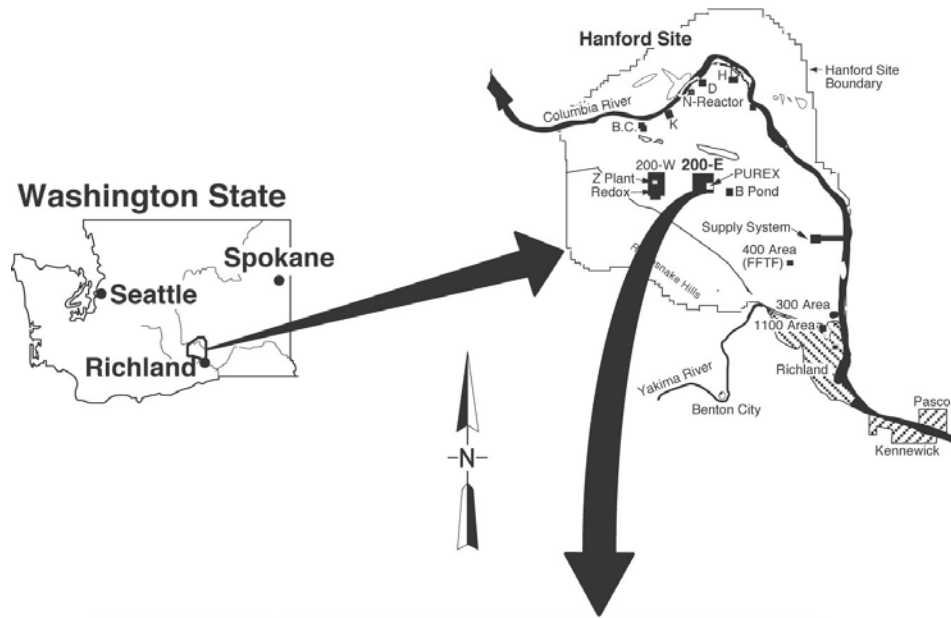 Hanford Site
Hanford Site
Boundary
H
D
N-Reactor
Columbia River
K
B.C.
200-W
200-E
Z Plant
PUREX
Redox
B Pond
Washington State
Supply System
Spokane
400 Area
(FFTF)
Seattle
Hills
300 Area
1100 Area
Richland
Richland
Yakima River
Benton City
Pasco
Kennewick
N